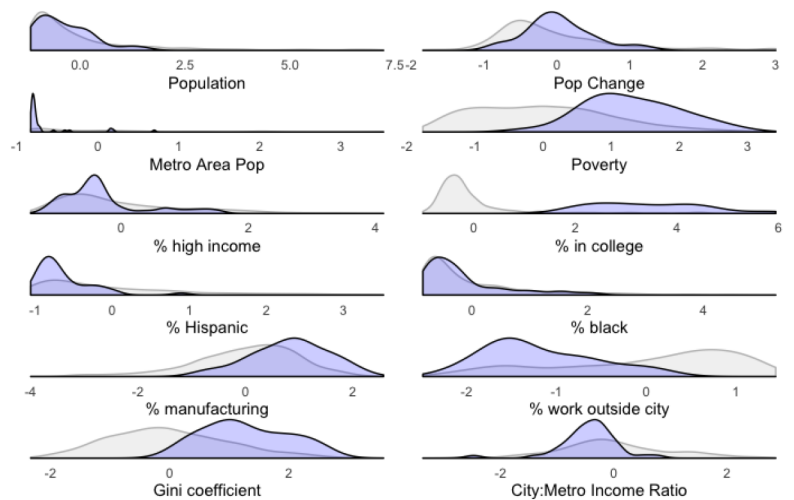 0.0 2.5 5.0 7.5
Population
-2 -1 0 1 2 3
Pop Change
-1 0 1 2 3
Metro Area Pop
-2 -1 0 1 2 3
Poverty
0 2 4
% high income
0 2 4 6
% in college
-1 0 1 2 3
% Hispanic
0 2 4
% black
-4 -2 0 2
% manufacturing
-2 -1 0 1
% work outside city
-2 0 2
Gini coefficient
-2 0 2
City:Metro Income Ratio